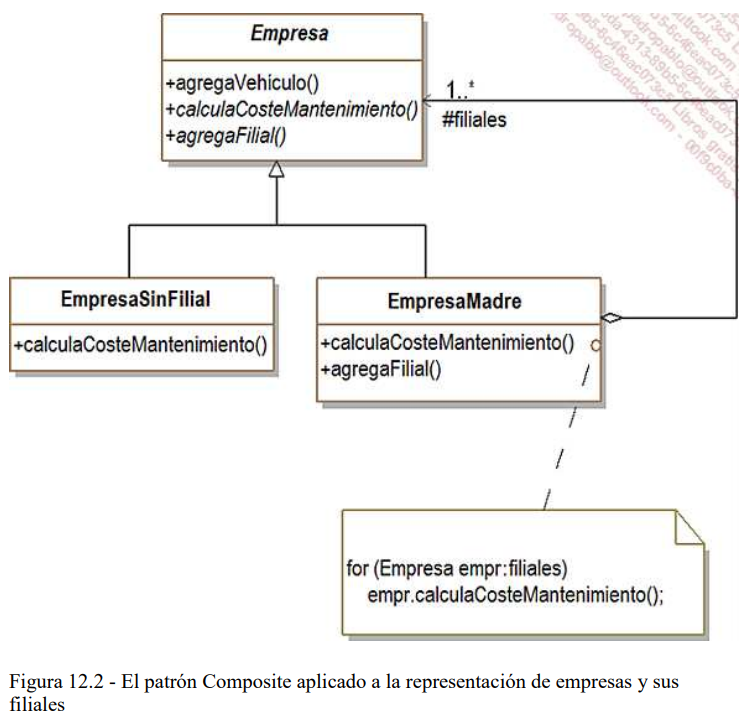 Empresa
+agregaVehículo()
+calculaCosteMantenimiento()
+agregaFilial()
1..*
#filiales
EmpresaSinFilial
+calculaCosteMantenimiento()
EmpresaMadre
+calculaCosteMantenimiento()
+agregaFilial()
for (Empresa empr:filiales)
empr.calculaCosteMantenimiento();
Figura 12.2 - El patrón Composite aplicado a la representación de empresas y sus
filiales